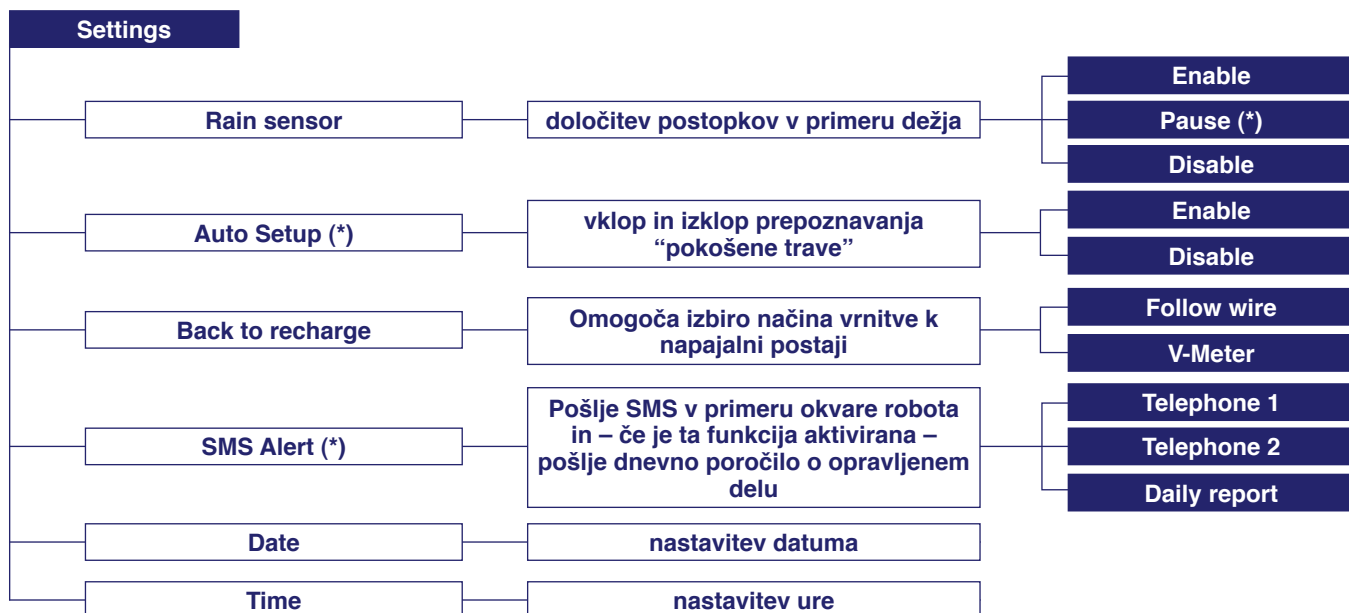 Settings
Rain sensor
določitev postopkov v primeru dežja
Enable
Pause (*)
Disable
Auto Setup (*)
vklop in izklop prepoznavanja
“pokošene trave”
Enable
Disable
Back to recharge
Omogoča izbiro načina vrnitve k
napajalni postaji
Follow wire
V-Meter
SMS Alert (*)
Pošlje SMS v primeru okvare robota
in – če je ta funkcija aktivirana –
pošlje dnevno poročilo o opravljenem
delu
Telephone 1
Telephone 2
Daily report
Date
nastavitev datuma
Time
nastavitev ure